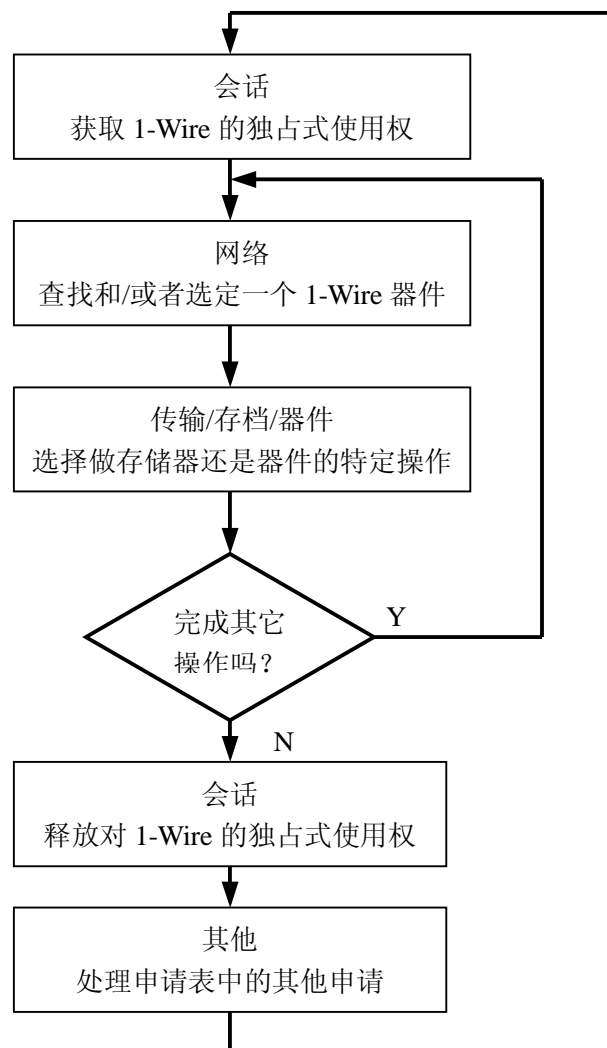 会话
获取 1-Wire 的独占式使用权
网络
查找和/或者选定一个 1-Wire 器件
传输/存档/器件
选择做存储器还是器件的特定操作
完成其它
操作吗？
Y
N
会话
释放对 1-Wire 的独占式使用权
其他
处理申请表中的其他申请